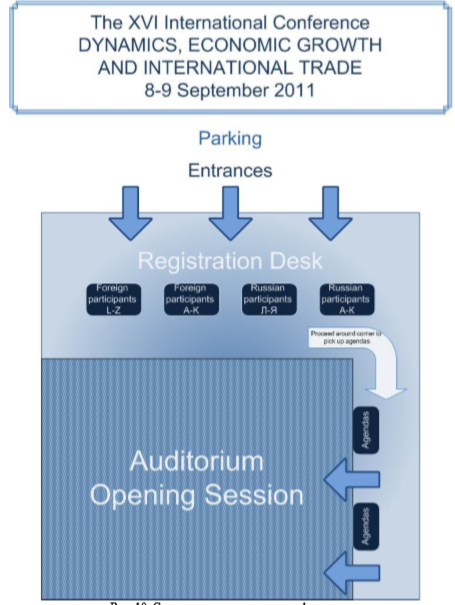 The XVI International Conference
DYNAMICS, ECONOMIC GROWTH
AND INTERNATIONAL TRADE
8-9 September 2011
Parking
Entrances
Registration Desk
Foreign
participants
L-Z
Foreign
participants
A-K
Russian
participants
Л-Я
Russian
participants
А-К
Proceed around corner to
pick up agendas
Agendas
Auditorium
Opening Session
Agendas